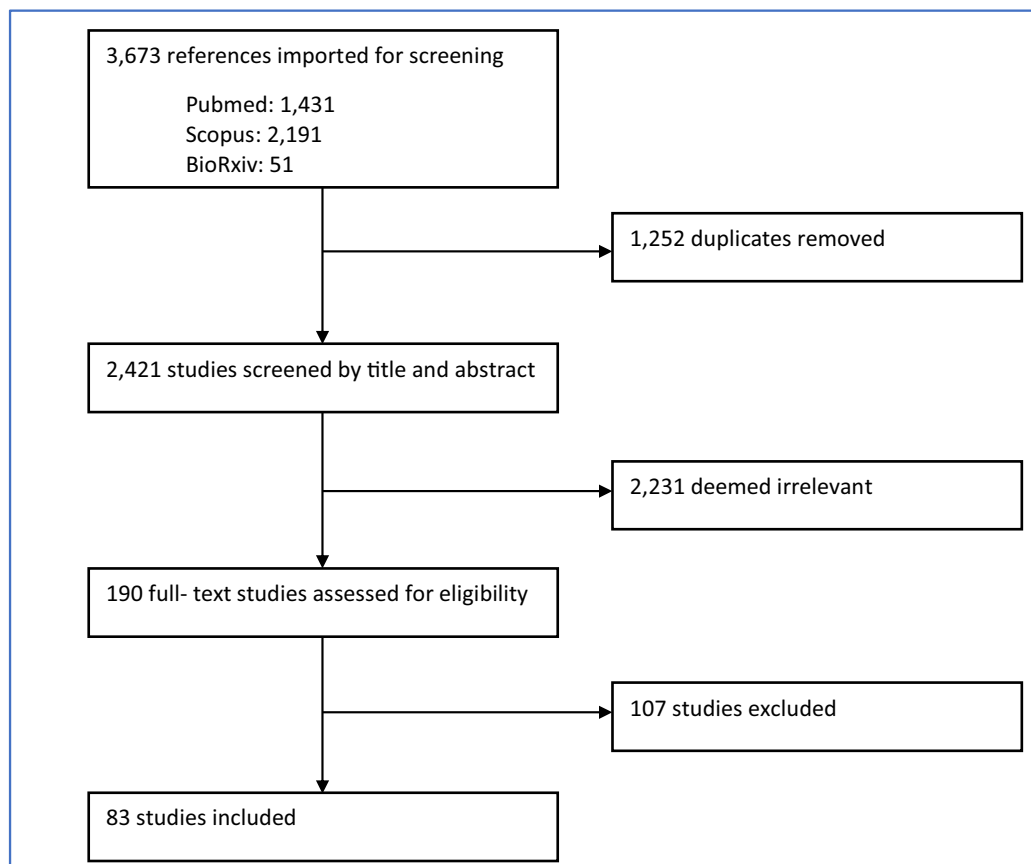 3,673 references imported for screening
Pubmed: 1,431
Scopus: 2,191
BioRxiv: 51
1,252 duplicates removed
2,421 studies screened by title and abstract
2,231 deemed irrelevant
190 full- text studies assessed for eligibility
107 studies excluded
83 studies included